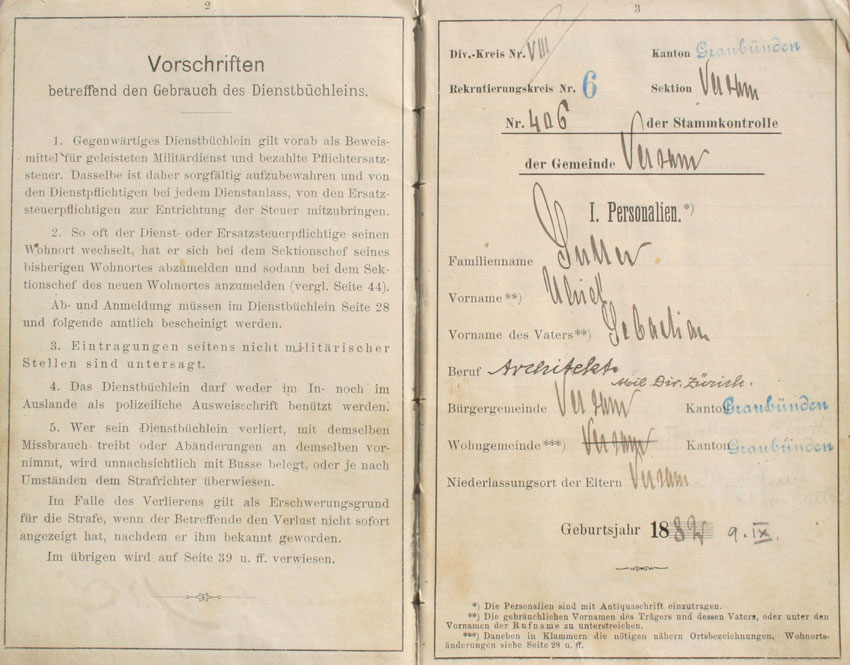 2
Vorschriften
betreffend den Gebrauch des Dienstbüchleins.
1. Gegenwärtiges Dienstbüchlein gilt vorab als Beweis-
mittel für geleisteten Militärdienst und bezahlte Pflichtersatz-
steuer. Dasselbe ist daher sorgfältig aufzubewahren und von
den Dienstpflichtigen bei jedem Dienstanlass, von den Ersatz-
steuerpflichtigen zur Entrichtung der Steuer mitzubringen.
2. So oft der Dienst- oder Ersatzsteuerpflichtige seinen
Wohnort wechselt, hat er sich bei dem Sektionschef seines
bisherigen Wohnortes abzumelden und sodann bei dem Sek-
tionschef des neuen Wohnortes anzumelden (vergl. Seite 44).
Ab- und Anmeldung müssen im Dienstbüchlein Seite 28
und folgende amtlich bescheinigt werden.
3. Eintragungen seitens nicht militärischer
Stellen sind untersagt.
4. Das Dienstbüchlein darf weder im In- noch im
Auslande als polizeiliche Ausweisschrift benützt werden.
5. Wer sein Dienstbüchlein verliert, mit demselben
Missbrauch treibt oder Abänderungen an demselben vor-
nimmt, wird unnachsichtlich mit Busse belegt, oder je nach
Umständen dem Strafrichter überwiesen.
Im Falle des Verlierens gilt als Erschwerungsgrund
für die Strafe, wenn der Betreffende den Verlust nicht sofort
angezeigt hat, nachdem er ihm bekannt geworden.
Im übrigen wird auf Seite 39 u. ff. verwiesen.
3
Div.-Kreis Nr. VIII Kanton Graubünden
Rekrutierungskreis Nr. 6 Sektion Versam
Nr. 406 der Stammkontrolle
der Gemeinde Versam
I. Personalien.*)
Familienname
Vorname**) Ulrich
Vorname des Vaters**) Sebastian
Beruf Architekt.
Mil. Dir. Zürich.
Bürgergemeinde Versam Kanton Graubünden
Wohngemeinde***) Versam Kanton Graubünden
Niederlassungsort der Eltern Versam
Geburtsjahr 1882 9. IX.
*) Die Personalien sind mit Antiquaschrift einzutragen.
**) Die gebräuchlichen Vornamen des Trägers und dessen Vaters, oder unter den
Vornamen der Rufname zu unterstreichen.
***) Daneben in Klammern die nötigen nähern Ortsbezeichnungen. Wohnorts-
änderungen siehe Seite 28 u. ff.